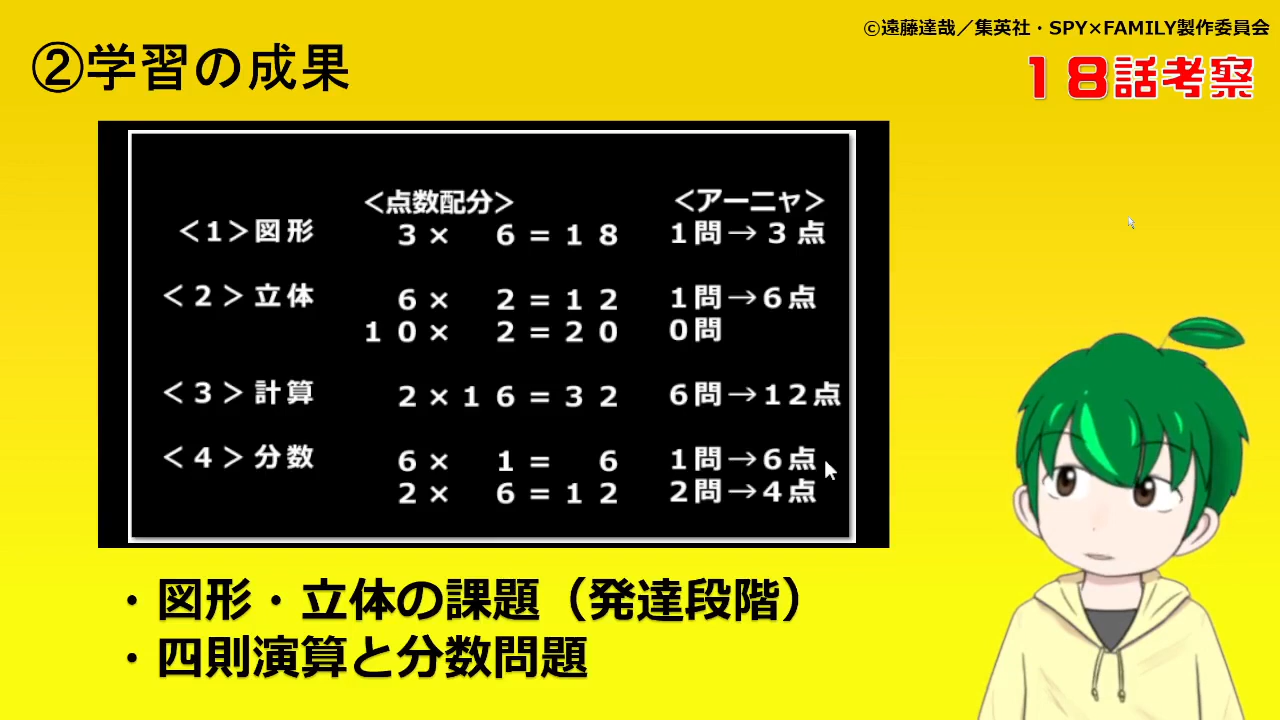 ©遠藤達哉／集英社・SPY×FAMILY製作委員会
②学習の成果
１８話考察
＜点数配分＞ ＜アーニャ＞
＜１＞図形 ３× ６＝１８ １問→３点
＜２＞立体 ６× ２＝１２ １問→６点
１０× ２＝２０ ０問
＜３＞計算 ２×１６＝３２ ６問→１２点
＜４＞分数 ６× １＝ ６ １問→６点
２× ６＝１２ ２問→４点
・図形・立体の課題（発達段階）
・四則演算と分数問題